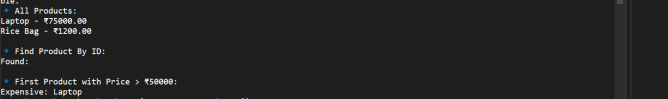 ble.
🔹 All Products:
Laptop - ₹75000.00
Rice Bag - ₹1200.00
🔹 Find Product By ID:
Found:
🔹 First Product with Price > ₹50000:
Expensive: Laptop